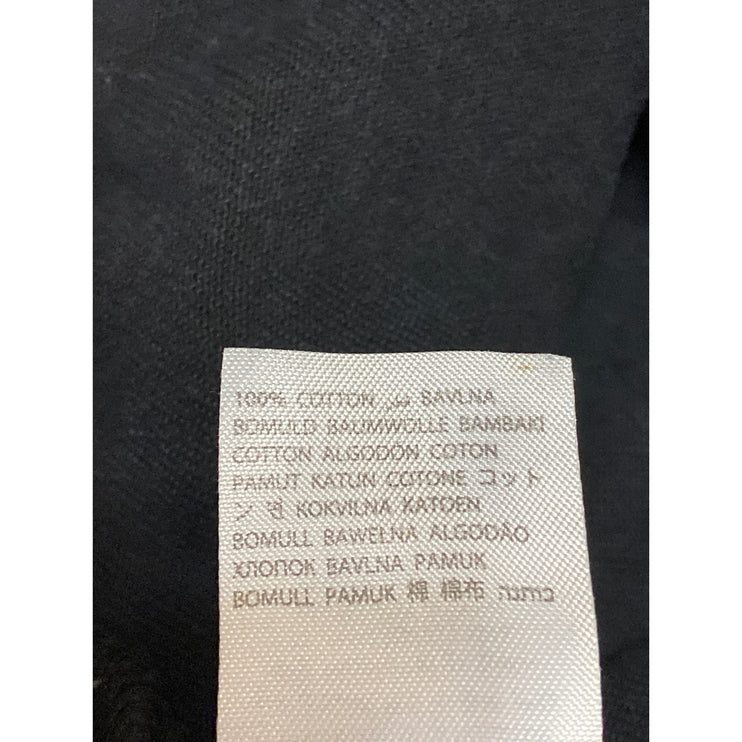 100% COTTON قطن BAVLNA
BOMULD BAUMWOLLE BAMBAKI
COTTON ALGODON COTON
PAMUT KATUN COTONE コット
ン 면 KOKVILNA KATOEN
BOMULL BAWEŁNA ALGODÃO
ХЛОПОК BAVLNA PAMUK
BOMULL PAMUK 棉 棉布 כותנה